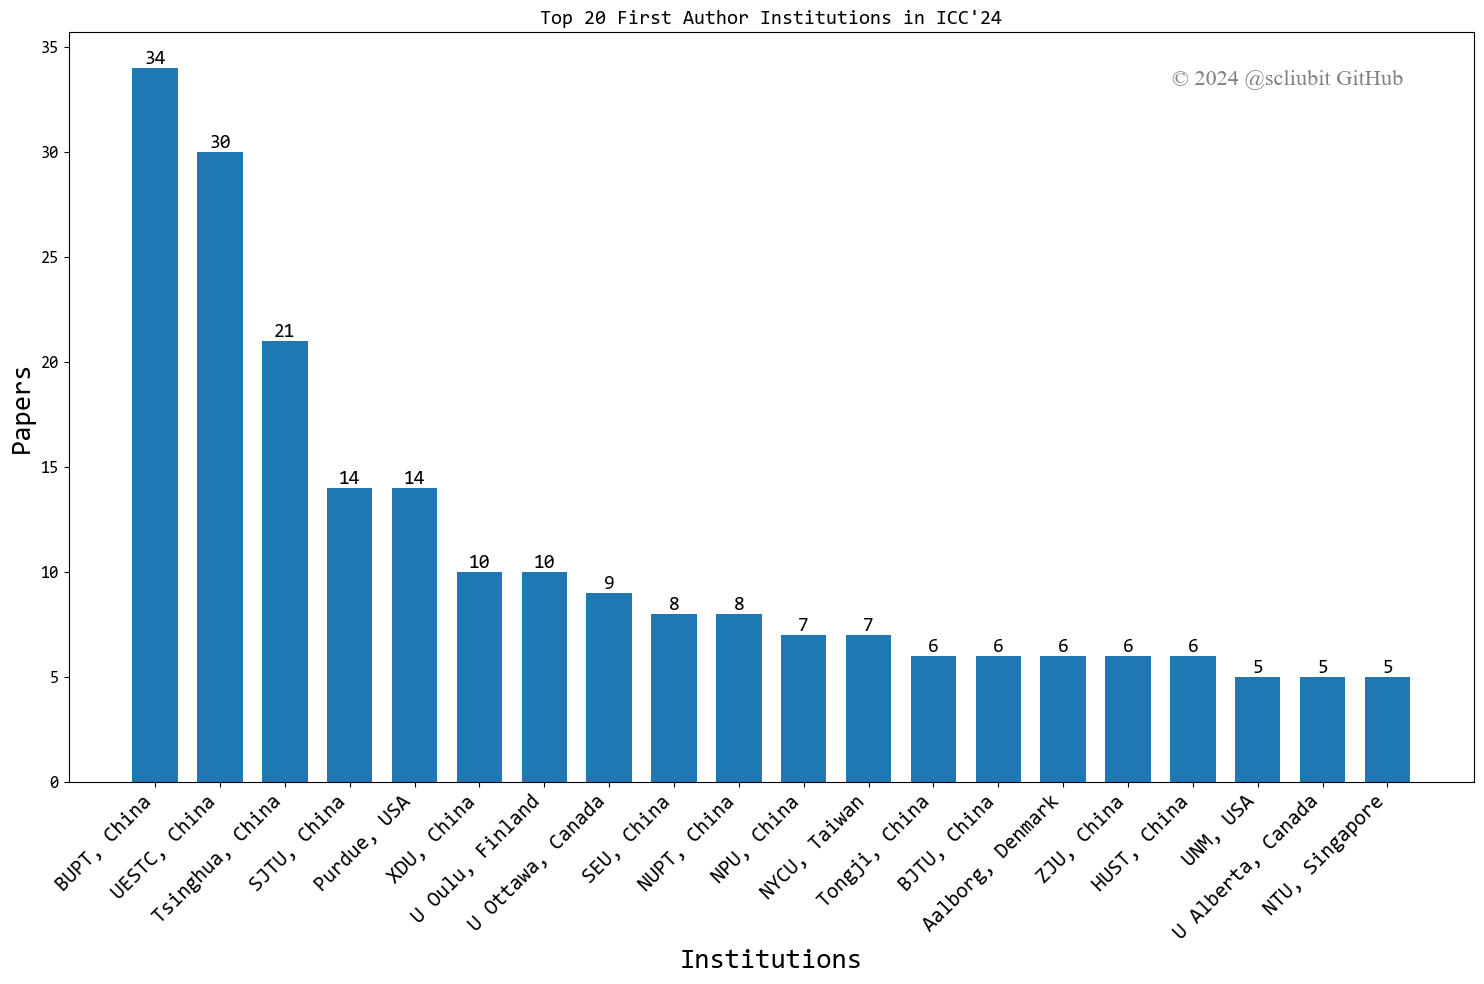 Top 20 First Author Institutions in ICC'24
© 2024 @scliubit GitHub
Papers
35
30
25
20
15
10
5
0
34
30
21
14
14
10
10
9
8
8
7
7
6
6
6
6
6
5
5
5
BUPT, China
UESTC, China
Tsinghua, China
SJTU, China
Purdue, USA
XDU, China
U Oulu, Finland
U Ottawa, Canada
SEU, China
NUPT, China
NPU, China
NYCU, Taiwan
Tongji, China
BJTU, China
Aalborg, Denmark
ZJU, China
HUST, China
UNM, USA
U Alberta, Canada
NTU, Singapore
Institutions